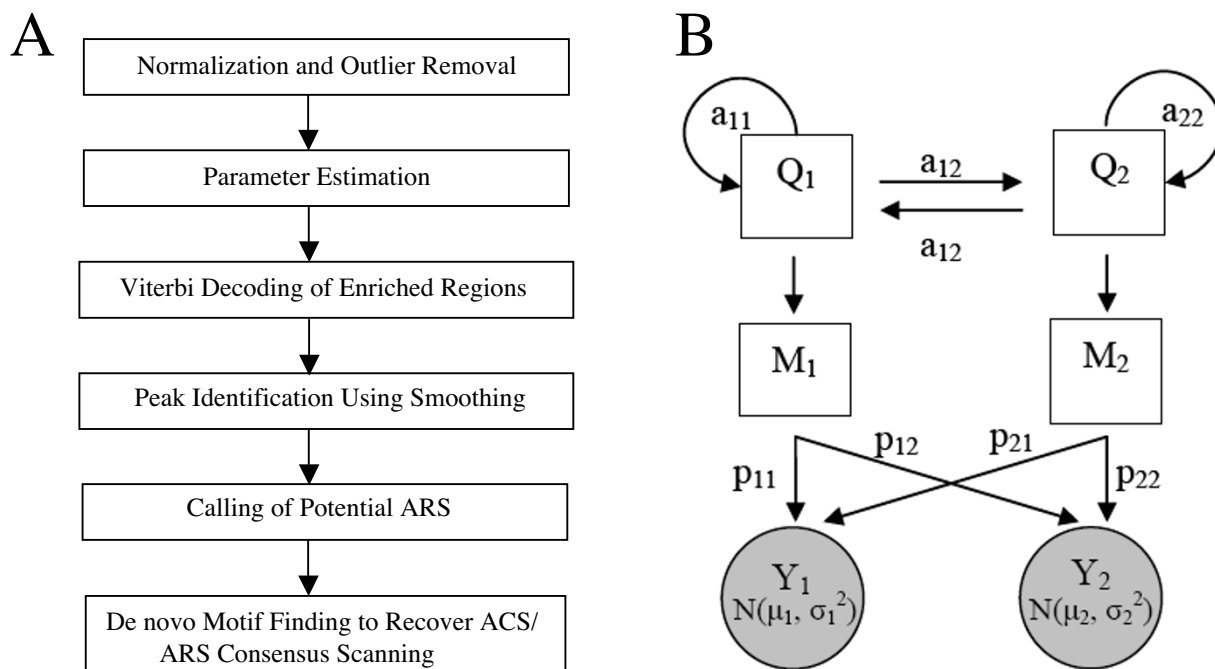 A
Normalization and Outlier Removal
Parameter Estimation
Viterbi Decoding of Enriched Regions
Peak Identification Using Smoothing
Calling of Potential ARS
De novo Motif Finding to Recover ACS/
ARS Consensus Scanning
B
a₁₁
a₂₂
Q₁
a₁₂
Q₂
a₁₂
M₁
M₂
p₁₂
p₂₁
p₁₁
p₂₂
Y₁
N(μ₁, σ₁²)
Y₂
N(μ₂, σ₂²)